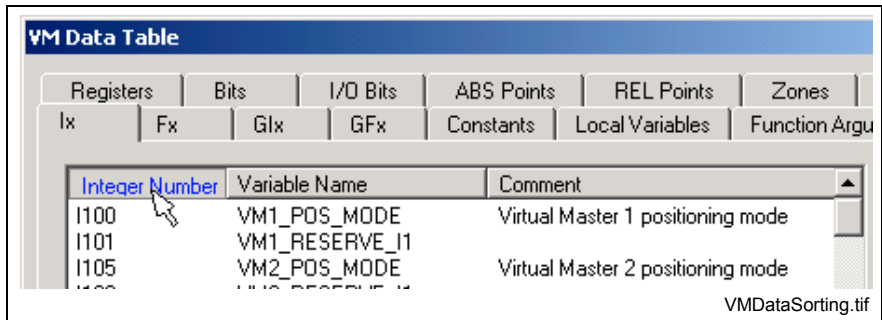 VM Data Table
Registers Bits I/O Bits ABS Points REL Points Zones
Ix Fx GIx GFx Constants Local Variables Function Argu
Integer Number Variable Name Comment
I100 VM1_POS_MODE Virtual Master 1 positioning mode
I101 VM1_RESERVE_I1
I105 VM2_POS_MODE Virtual Master 2 positioning mode
VMDataSorting.tif